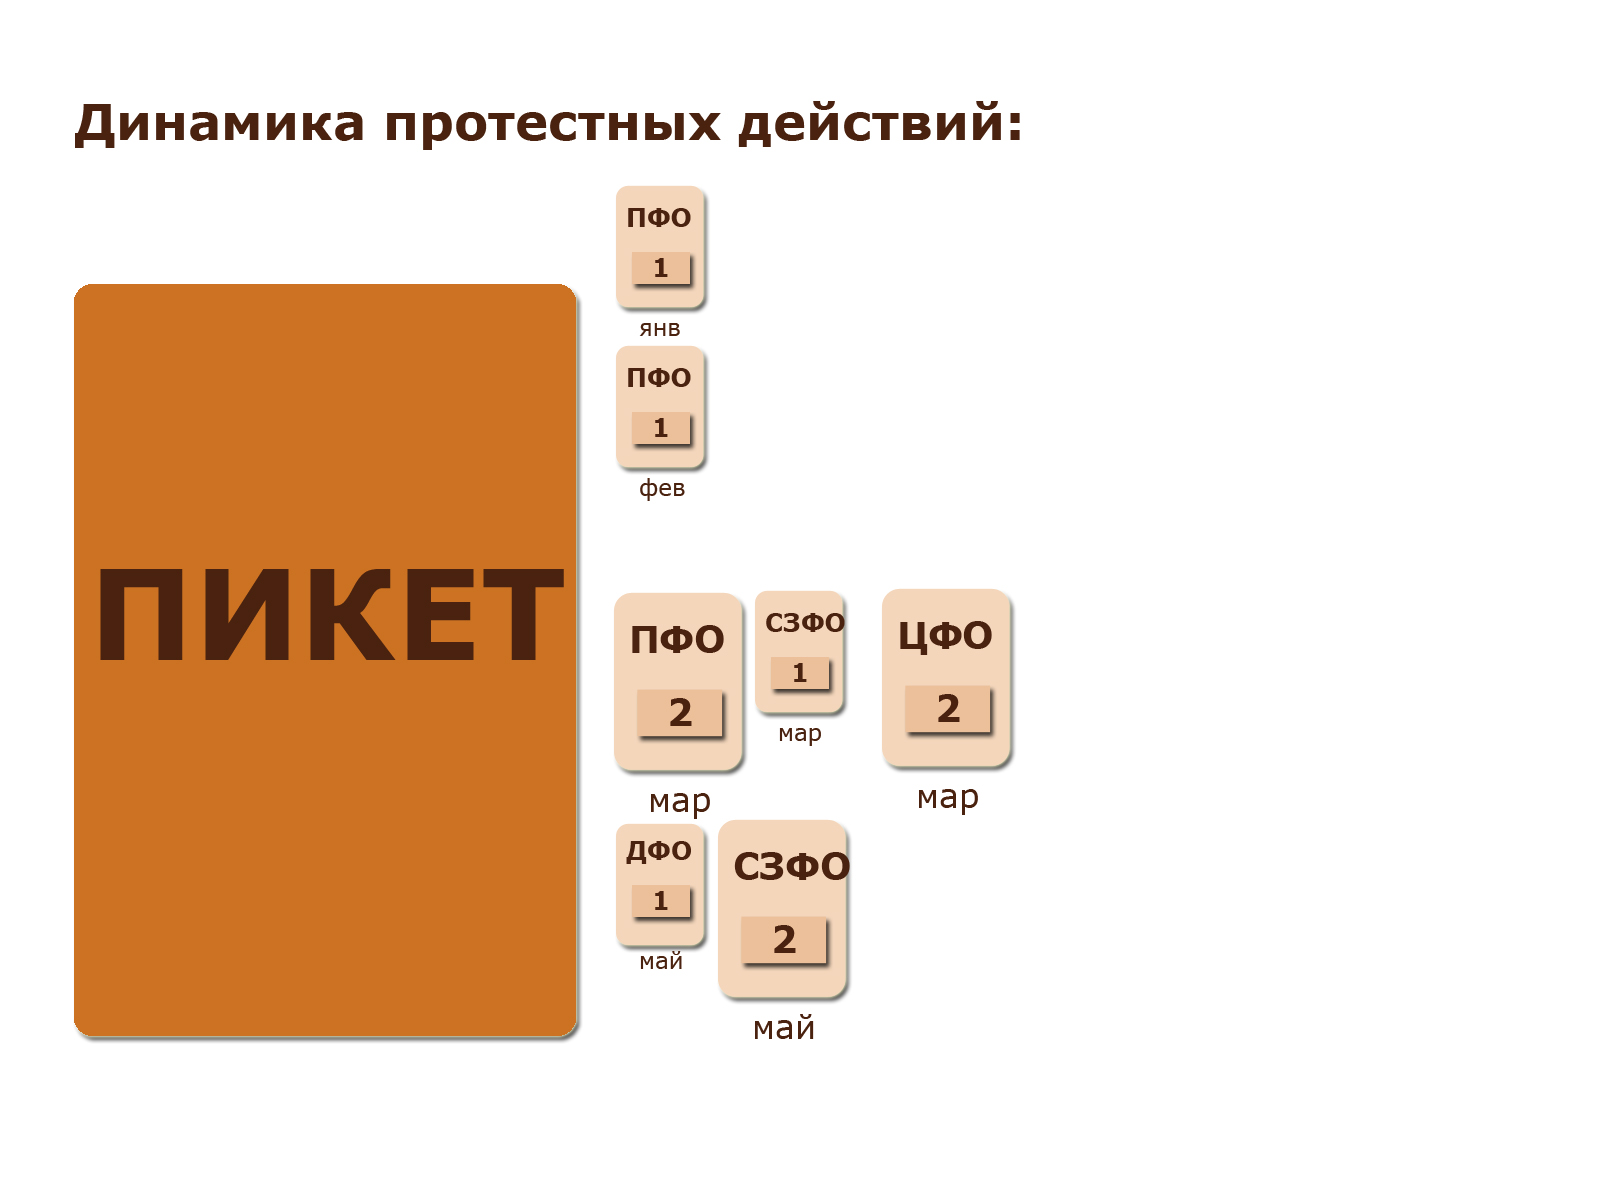 Динамика протестных действий:
ПИКЕТ
ПФО
1
янв
ПФО
1
фев
ПФО
2
мар
СЗФО
1
мар
ЦФО
2
мар
ДФО
1
май
СЗФО
2
май